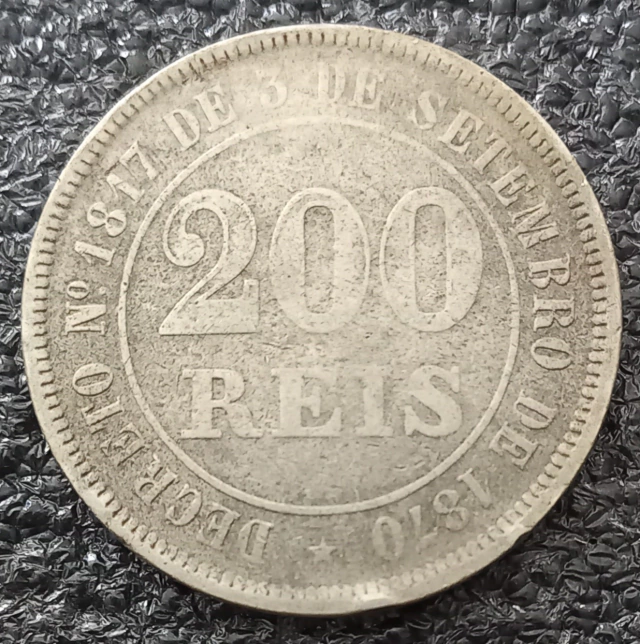 DECRETO Nº 1817 DE 3 DE SETEMBRO DE 1870
200
REIS